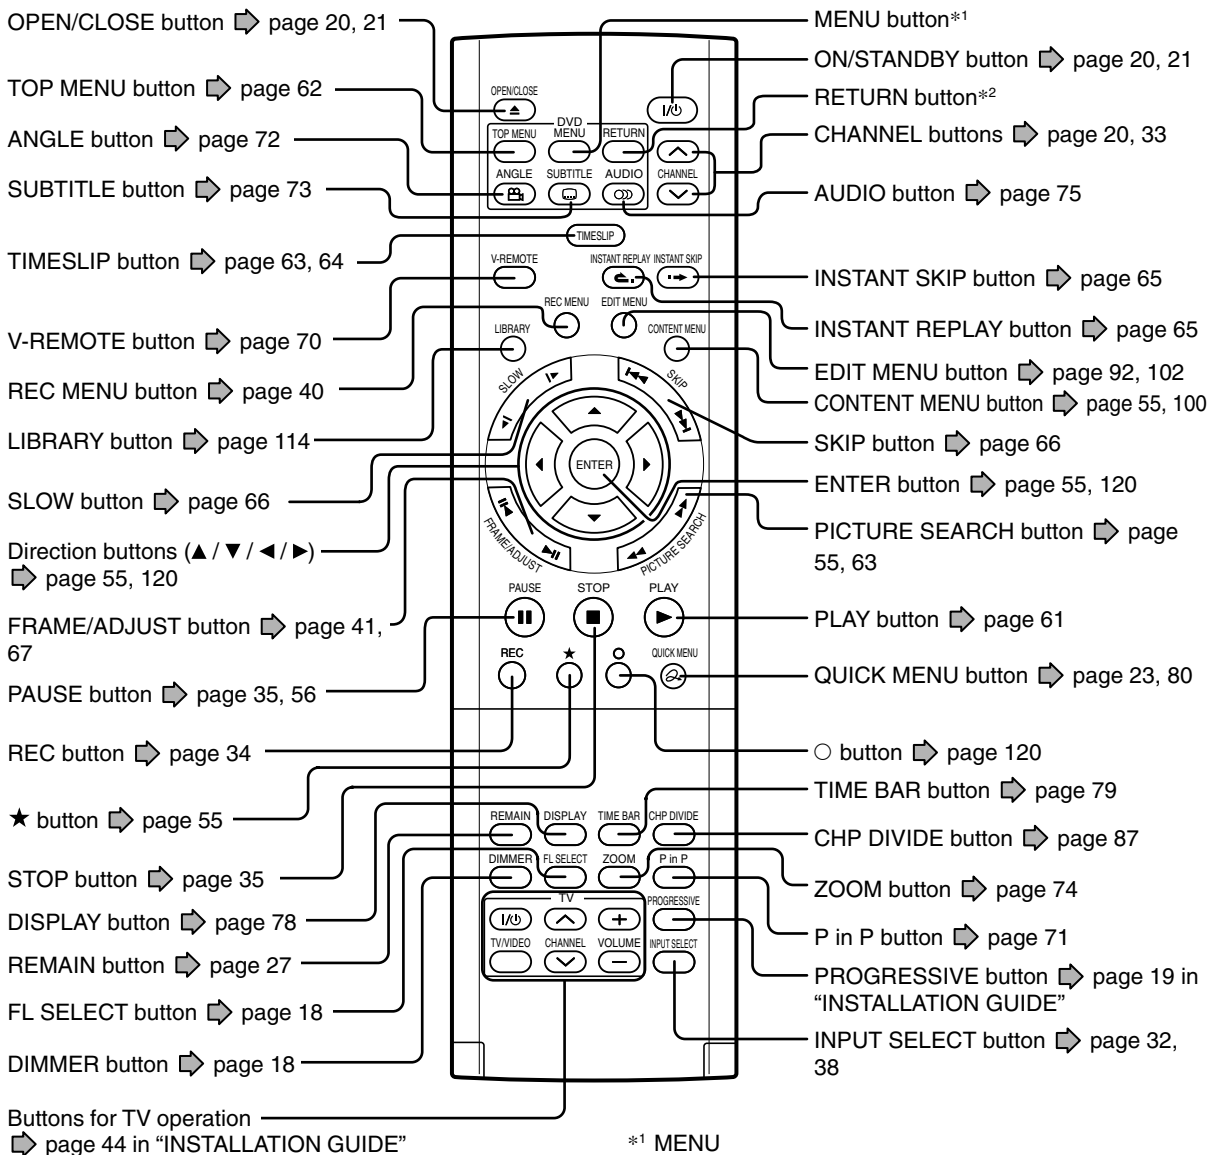 OPEN/CLOSE button page 20, 21
TOP MENU button page 62
ANGLE button page 72
SUBTITLE button page 73
TIMESLIP button page 63, 64
V-REMOTE button page 70
REC MENU button page 40
LIBRARY button page 114
SLOW button page 66
Direction buttons (▲ / ▼ / ◄ / ►)
page 55, 120
FRAME/ADJUST button page 41,
67
PAUSE button page 35, 56
REC button page 34
★ button page 55
STOP button page 35
DISPLAY button page 78
REMAIN button page 27
FL SELECT button page 18
DIMMER button page 18
Buttons for TV operation
page 44 in “INSTALLATION GUIDE”
OPEN/CLOSE
I/⏻
DVD
TOP MENU MENU RETURN
ANGLE SUBTITLE AUDIO CHANNEL
TIMESLIP
V-REMOTE INSTANT REPLAY INSTANT SKIP
REC MENU EDIT MENU
LIBRARY CONTENT MENU
SLOW SKIP
ENTER
FRAME/ADJUST PICTURE SEARCH
PAUSE STOP PLAY
REC ★ ○ QUICK MENU
REMAIN DISPLAY TIME BAR CHP DIVIDE
DIMMER FL SELECT ZOOM P in P
TV
PROGRESSIVE
I/⏻ +
TV/VIDEO CHANNEL VOLUME INPUT SELECT
−
MENU button*1
ON/STANDBY button page 20, 21
RETURN button*2
CHANNEL buttons page 20, 33
AUDIO button page 75
INSTANT SKIP button page 65
INSTANT REPLAY button page 65
EDIT MENU button page 92, 102
CONTENT MENU button page 55, 100
SKIP button page 66
ENTER button page 55, 120
PICTURE SEARCH button page
55, 63
PLAY button page 61
QUICK MENU button page 23, 80
○ button page 120
TIME BAR button page 79
CHP DIVIDE button page 87
ZOOM button page 74
P in P button page 71
PROGRESSIVE button page 19 in
“INSTALLATION GUIDE”
INPUT SELECT button page 32,
38
*1 MENU